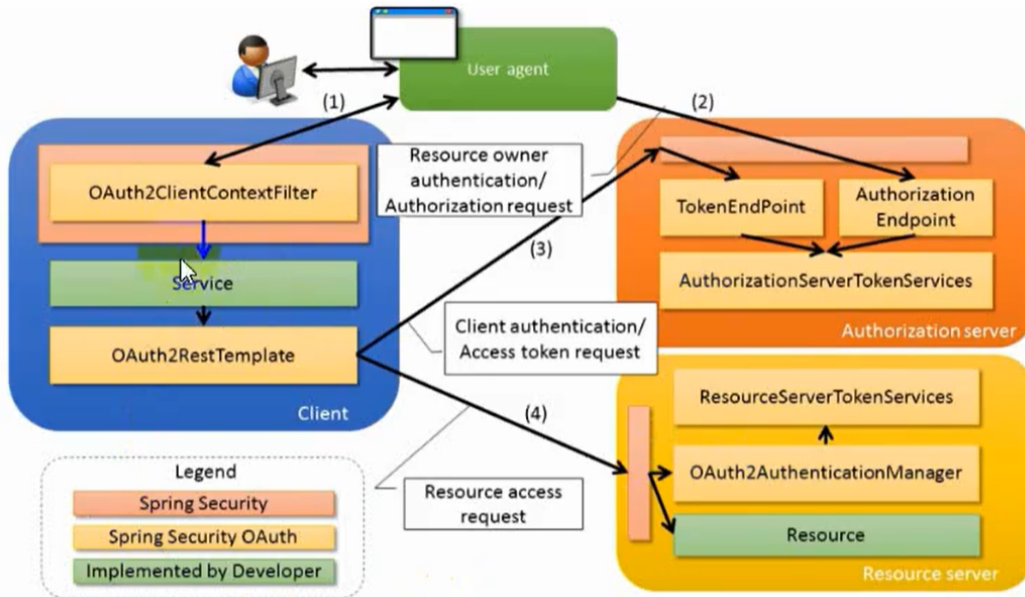 User agent
(1)
(2)
Resource owner
authentication/
Authorization request
OAuth2ClientContextFilter
TokenEndPoint
Authorization
Endpoint
(3)
Service
AuthorizationServerTokenServices
Client authentication/
Access token request
Authorization server
OAuth2RestTemplate
Client
ResourceServerTokenServices
(4)
OAuth2AuthenticationManager
Resource access
request
Resource
Resource server
Legend
Spring Security
Spring Security OAuth
Implemented by Developer